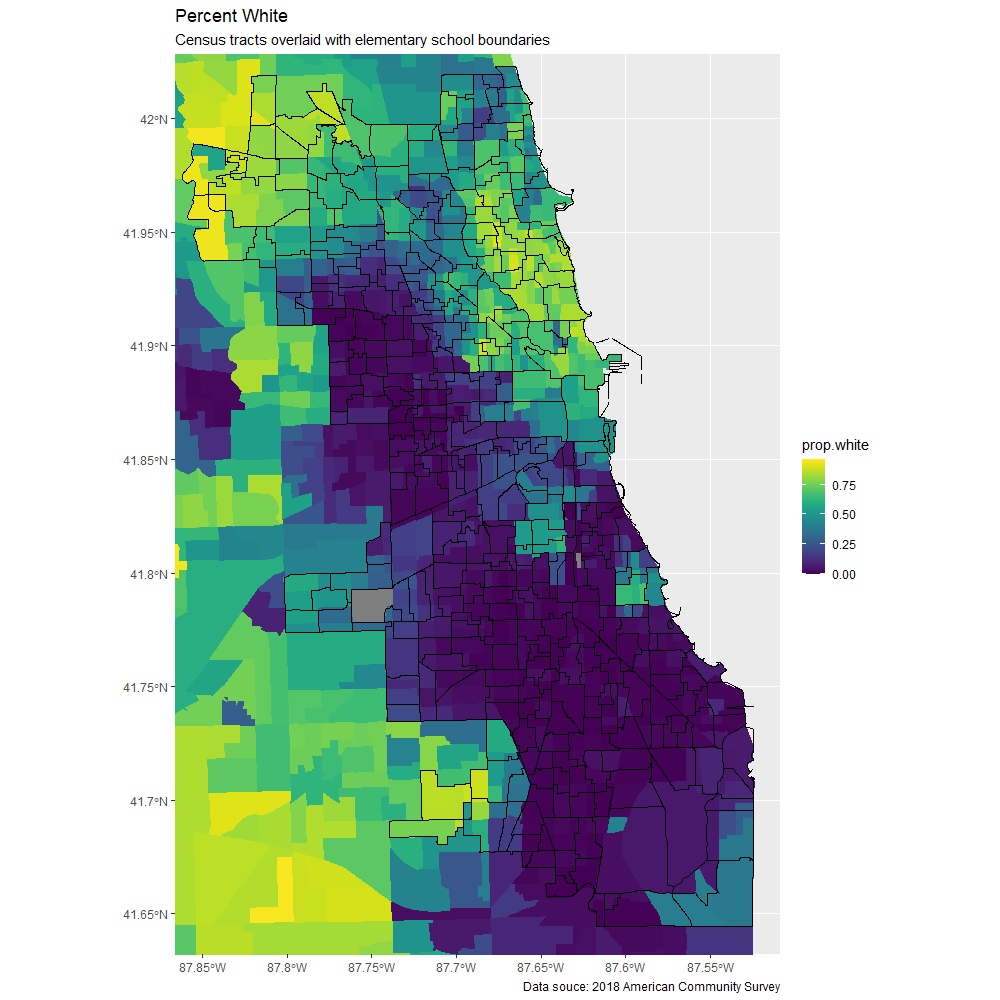 Percent White
Census tracts overlaid with elementary school boundaries
42°N
41.95°N
41.9°N
41.85°N
41.8°N
41.75°N
41.7°N
41.65°N
prop.white
0.75
0.50
0.25
0.00
87.85°W
87.8°W
87.75°W
87.7°W
87.65°W
87.6°W
87.55°W
Data souce: 2018 American Community Survey